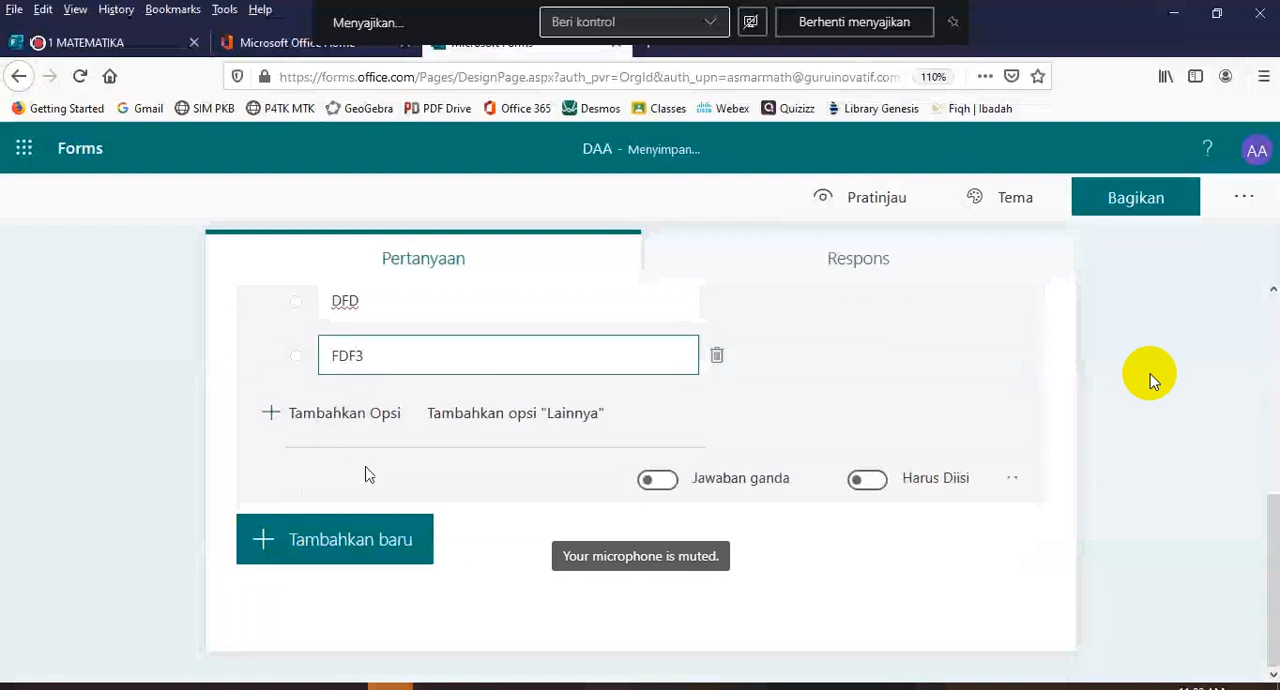 File Edit View History Bookmarks Tools Help
Menyajikan... Beri kontrol Berhenti menyajikan
1 MATEMATIKA Microsoft Office Home Microsoft Forms
https://forms.office.com/Pages/DesignPage.aspx?auth_pvr=OrgId&auth_upn=asmarmath@guruinovatif.com 110%
Getting Started Gmail SIM PKB P4TK MTK GeoGebra PDF Drive Office 365 Desmos Classes Webex Quizizz Library Genesis Fiqh | Ibadah
Forms DAA - Menyimpan... ? AA
Pratinjau Tema Bagikan ...
Pertanyaan Respons
DFD
FDF3
Tambahkan Opsi Tambahkan opsi "Lainnya"
Jawaban ganda Harus Diisi
Tambahkan baru
Your microphone is muted.